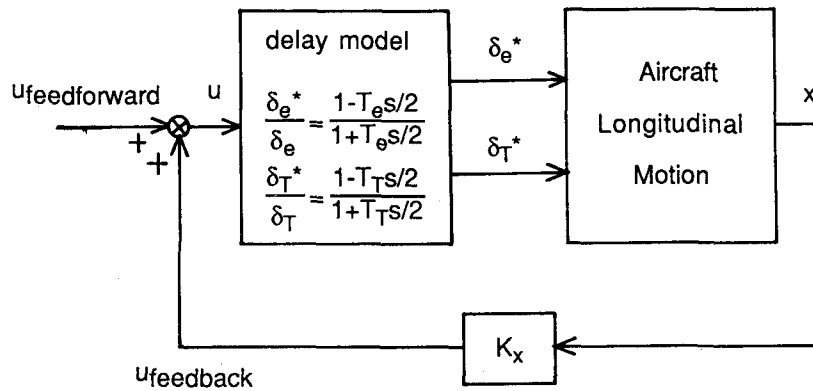 delay model
δe* / δe = 1-Tes/2 / 1+Tes/2
δT* / δT = 1-TTs/2 / 1+TTs/2
ufeedforward
u
+
+
δe*
δT*
Aircraft
Longitudinal
Motion
x
Kx
ufeedback